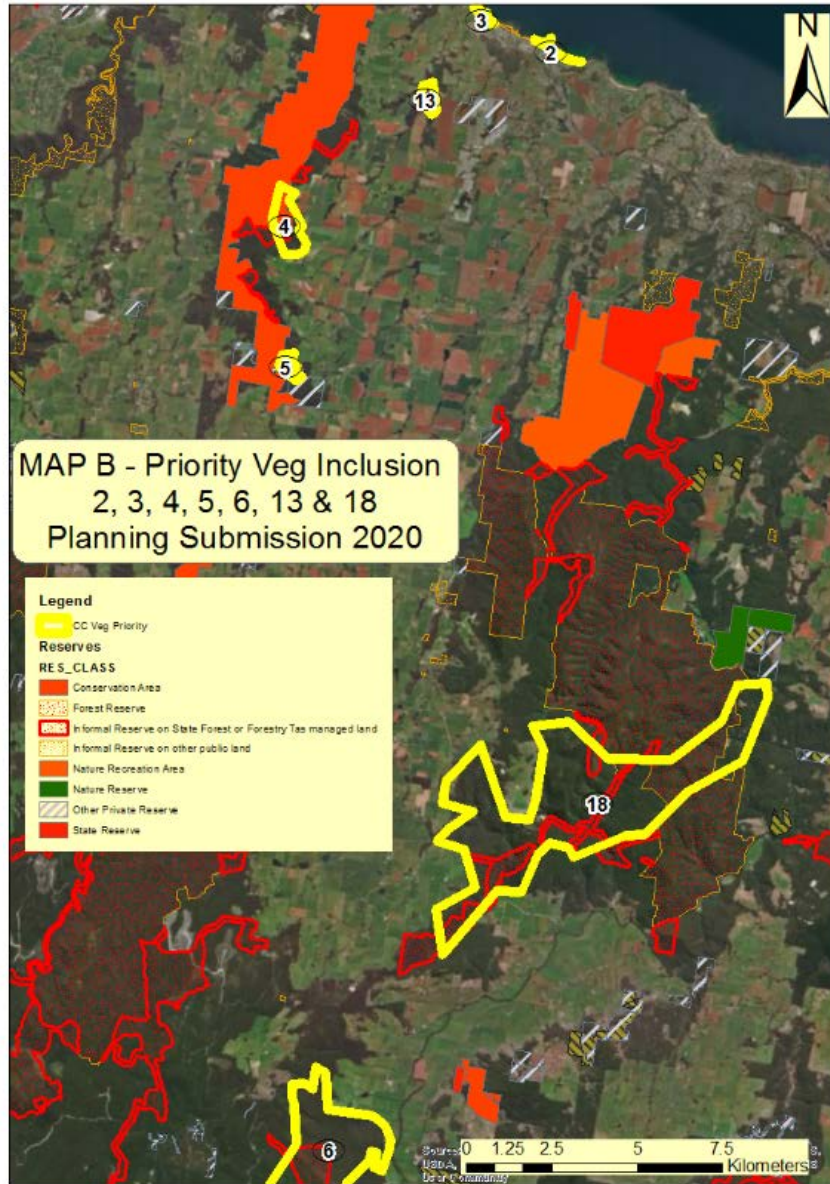 3
N
2
13
4
5
MAP B - Priority Veg Inclusion
2, 3, 4, 5, 6, 13 & 18
Planning Submission 2020
Legend
CC Veg Priority
Reserves
RES_CLASS
Conservation Area
Forest Reserve
Informal Reserve on State Forest or Forestry Tas managed land
Informal Reserve on other public land
Nature Recreation Area
Nature Reserve
Other Private Reserve
State Reserve
18
6
0 1.25 2.5 5 7.5
Kilometers
USDA,
User Community